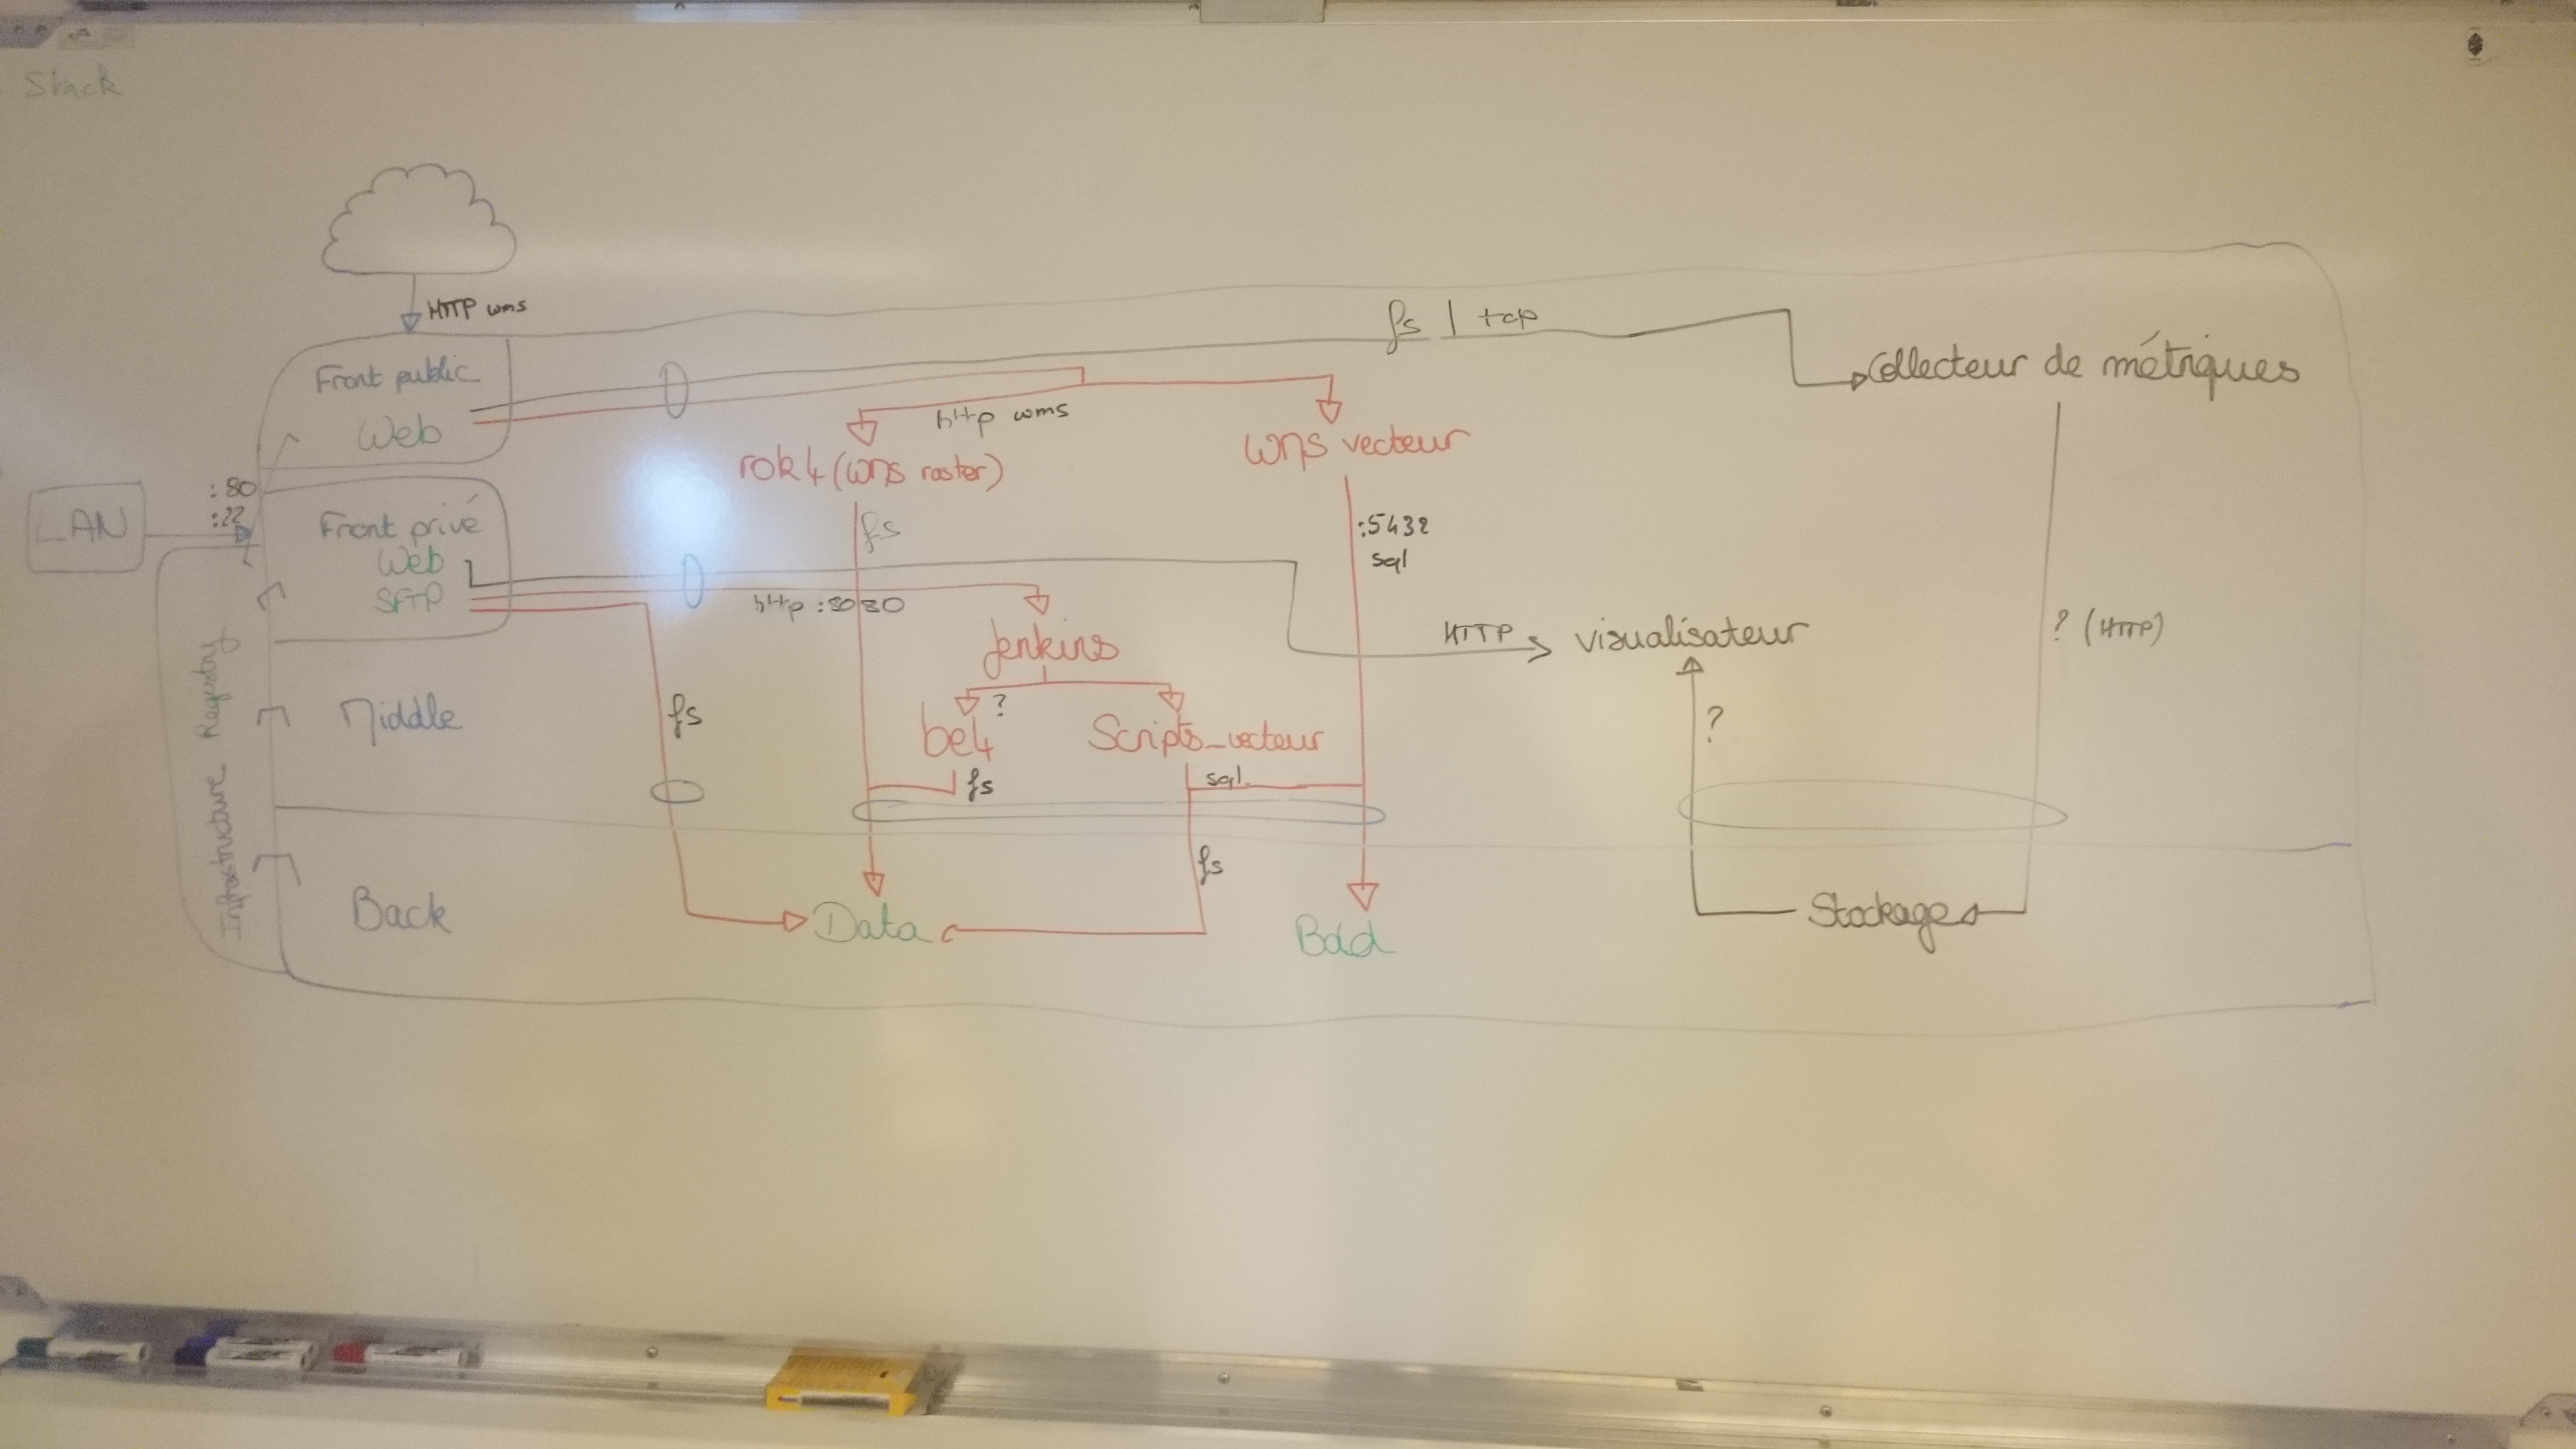 Stack
HTTP wms
fs | tcp
Front public
Collecteur de métriques
http wms
Web
WMS vecteur
rok4 (WMS raster)
:80
:22
LAN
Front privé
fs
:5432
sql
Web
SFTP
http :8080
Jenkins
HTTP
visualisateur
? (HTTP)
Infrastructure Registry
Middle
fs
?
?
be4
Scripts_vecteur
fs
sql
fs
Back
Data
Bdd
Stockage